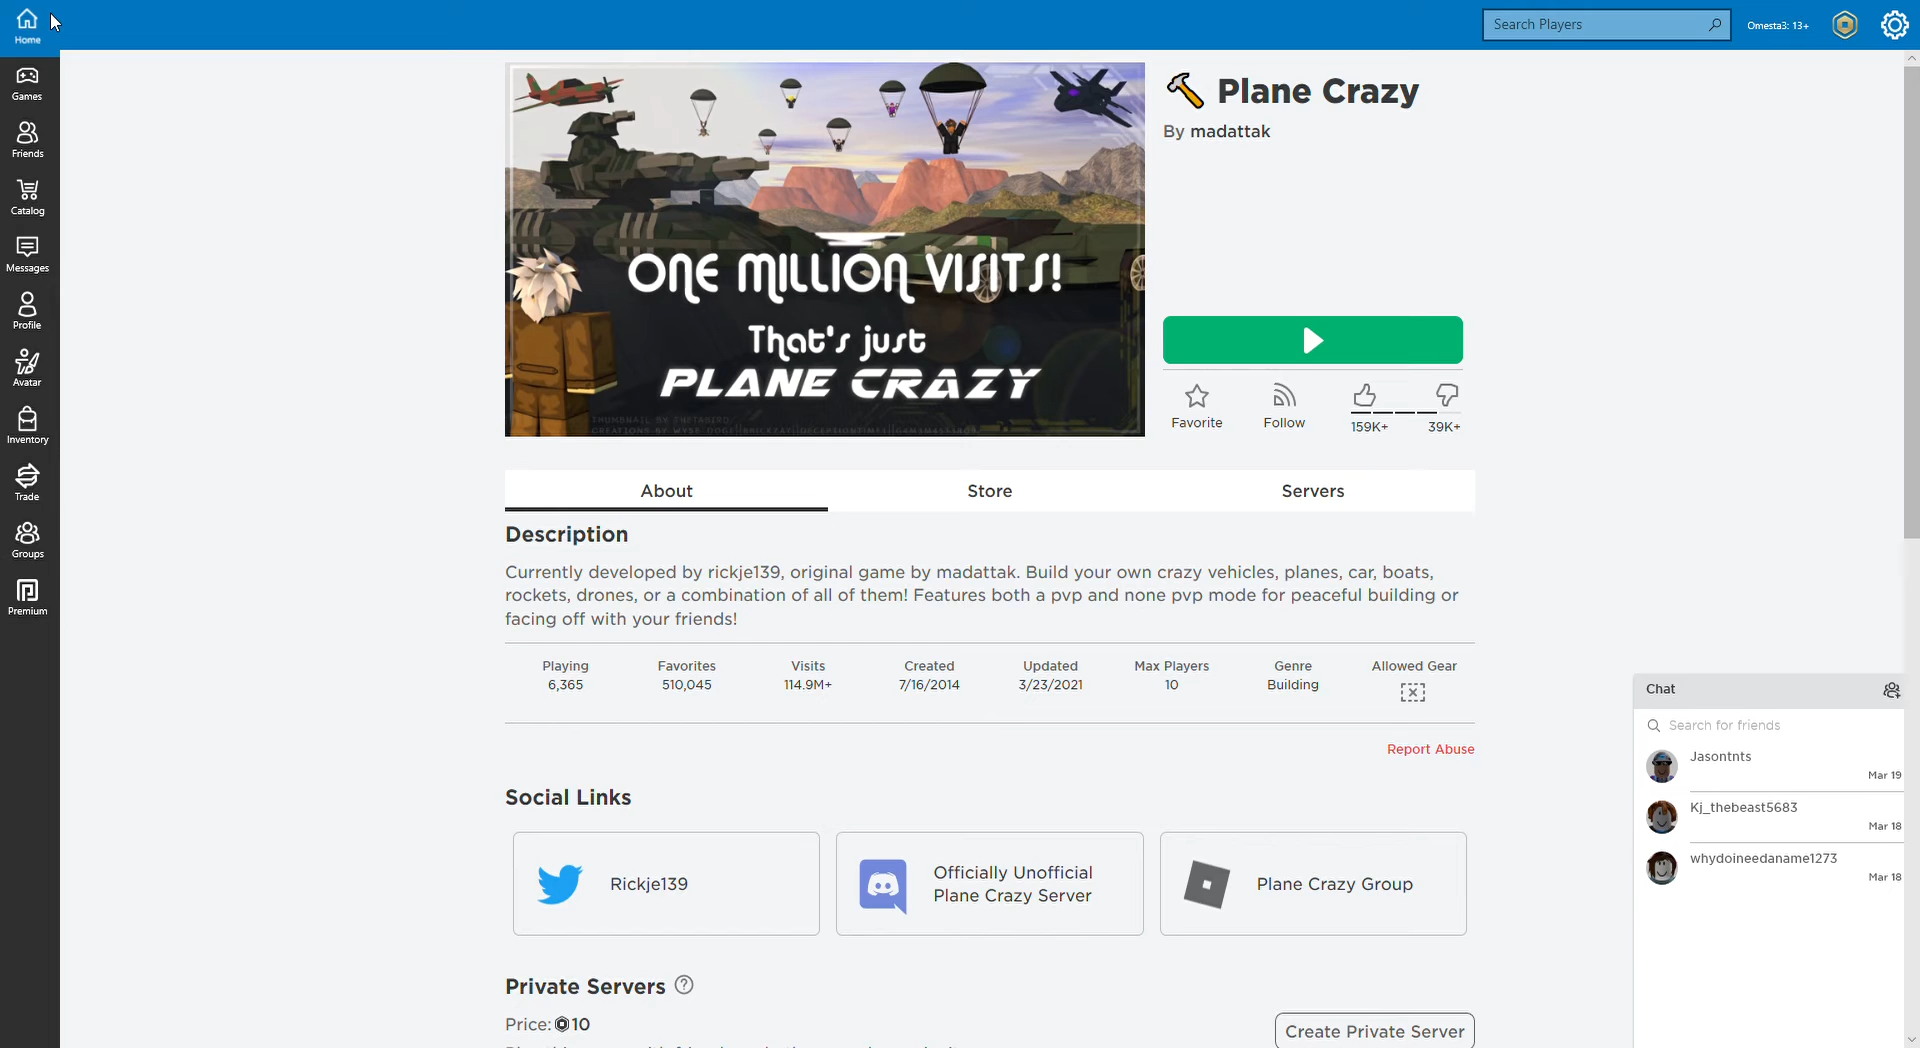 Home
Search Players
Omesta3: 13+
Games
Friends
Catalog
Messages
Profile
Avatar
Inventory
Trade
Groups
Premium
ONE MILLION VISITS!
That's just
PLANE CRAZY
THUMBNAIL BY
CREATIONS BY
Plane Crazy
By madattak
Favorite
Follow
159K+
39K+
About
Store
Servers
Description
Currently developed by rickje139, original game by madattak. Build your own crazy vehicles, planes, car, boats,
rockets, drones, or a combination of all of them! Features both a pvp and none pvp mode for peaceful building or
facing off with your friends!
Playing
Favorites
Visits
Created
Updated
Max Players
Genre
Allowed Gear
6,365
510,045
114.9M+
7/16/2014
3/23/2021
10
Building
Report Abuse
Social Links
Rickje139
Officially Unofficial
Plane Crazy Server
Plane Crazy Group
Private Servers
Price: 10
Create Private Server
Chat
Search for friends
Jasontnts
Mar 19
Kj_thebeast5683
Mar 18
whydoineedaname1273
Mar 18